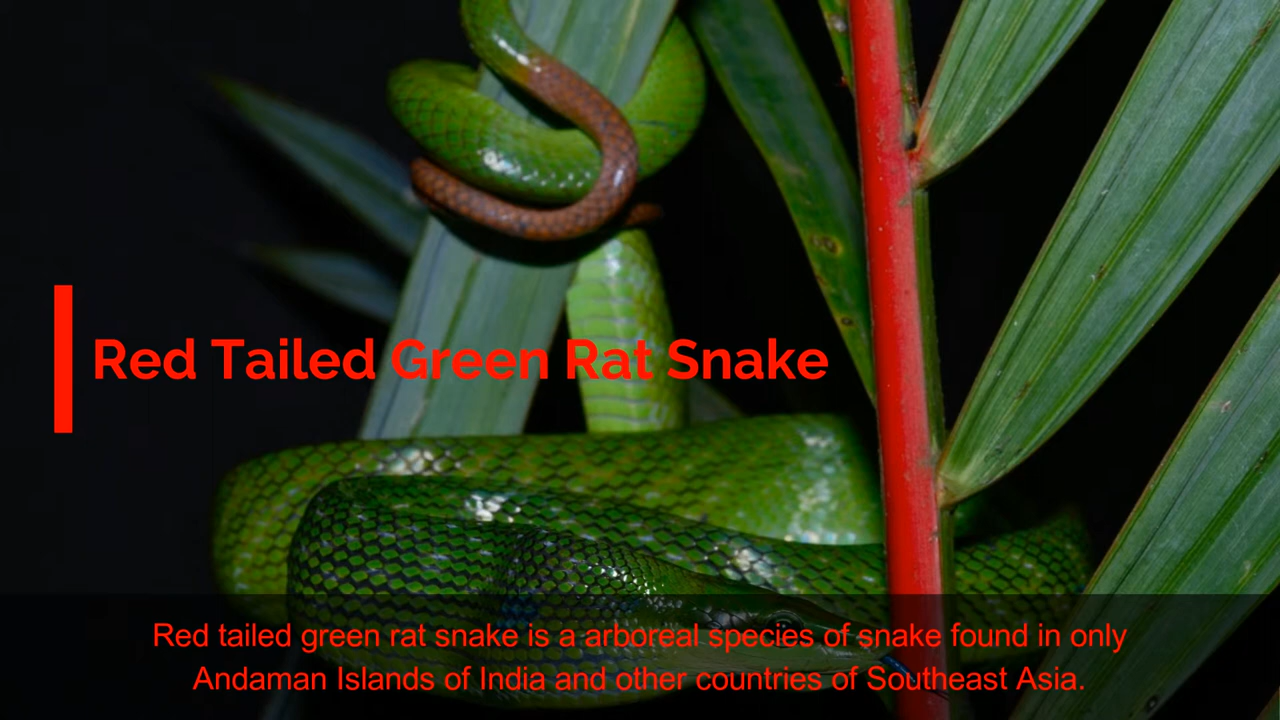 Red Tailed Green Rat Snake
Red tailed green rat snake is a arboreal species of snake found in only
Andaman Islands of India and other countries of Southeast Asia.